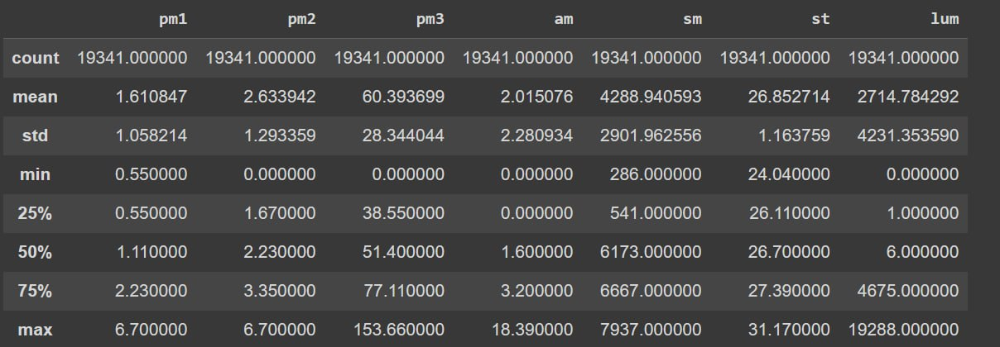 pm1 pm2 pm3 am sm st lum
count 19341.000000 19341.000000 19341.000000 19341.000000 19341.000000 19341.000000 19341.000000
mean 1.610847 2.633942 60.393699 2.015076 4288.940593 26.852714 2714.784292
std 1.058214 1.293359 28.344044 2.280934 2901.962556 1.163759 4231.353590
min 0.550000 0.000000 0.000000 0.000000 286.000000 24.040000 0.000000
25% 0.550000 1.670000 38.550000 0.000000 541.000000 26.110000 1.000000
50% 1.110000 2.230000 51.400000 1.600000 6173.000000 26.700000 6.000000
75% 2.230000 3.350000 77.110000 3.200000 6667.000000 27.390000 4675.000000
max 6.700000 6.700000 153.660000 18.390000 7937.000000 31.170000 19288.000000